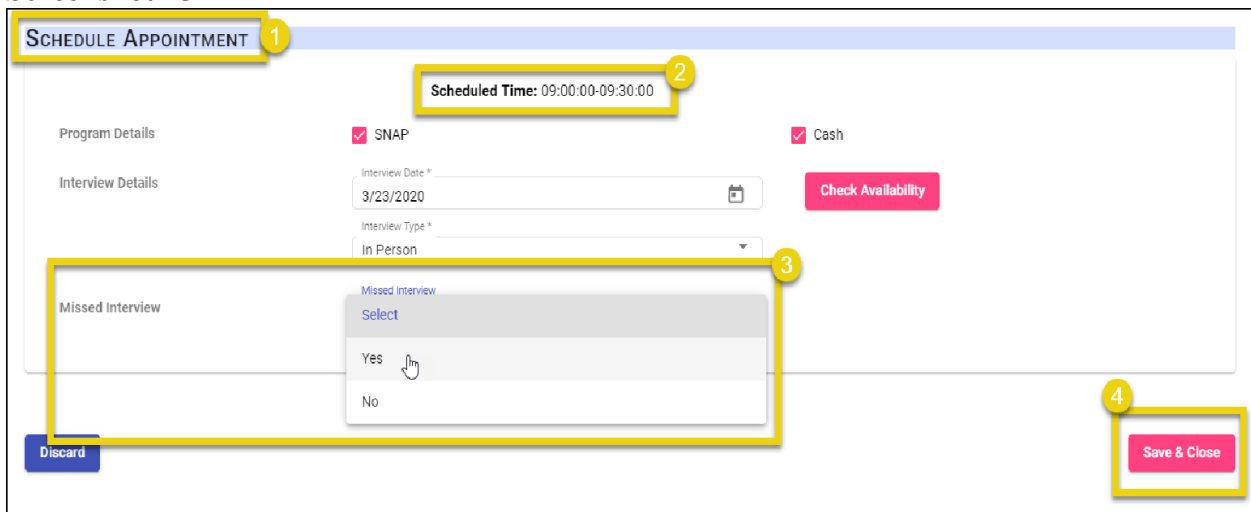 SCHEDULE APPOINTMENT 1
2
Scheduled Time: 09:00:00-09:30:00
Program Details SNAP Cash
Interview Date *
Interview Details 3/23/2020 Check Availability
Interview Type *
In Person
3
Missed Interview
Missed Interview Select
Yes
No
4
Discard Save & Close